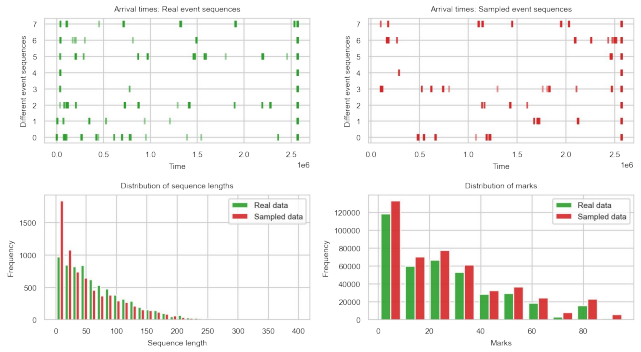 Arrival times: Real event sequences
Different event sequences
7
6
5
4
3
2
1
0
0.0 0.5 1.0 1.5 2.0 2.5
1e6
Time
Arrival times: Sampled event sequences
Different event sequences
7
6
5
4
3
2
1
0
0.0 0.5 1.0 1.5 2.0 2.5
1e6
Time
Distribution of sequence lengths
Real data
Sampled data
Frequency
1500
1000
500
0
0 50 100 150 200 250 300 350 400
Sequence length
Distribution of marks
Real data
Sampled data
Frequency
120000
100000
80000
60000
40000
20000
0
0 20 40 60 80
Marks